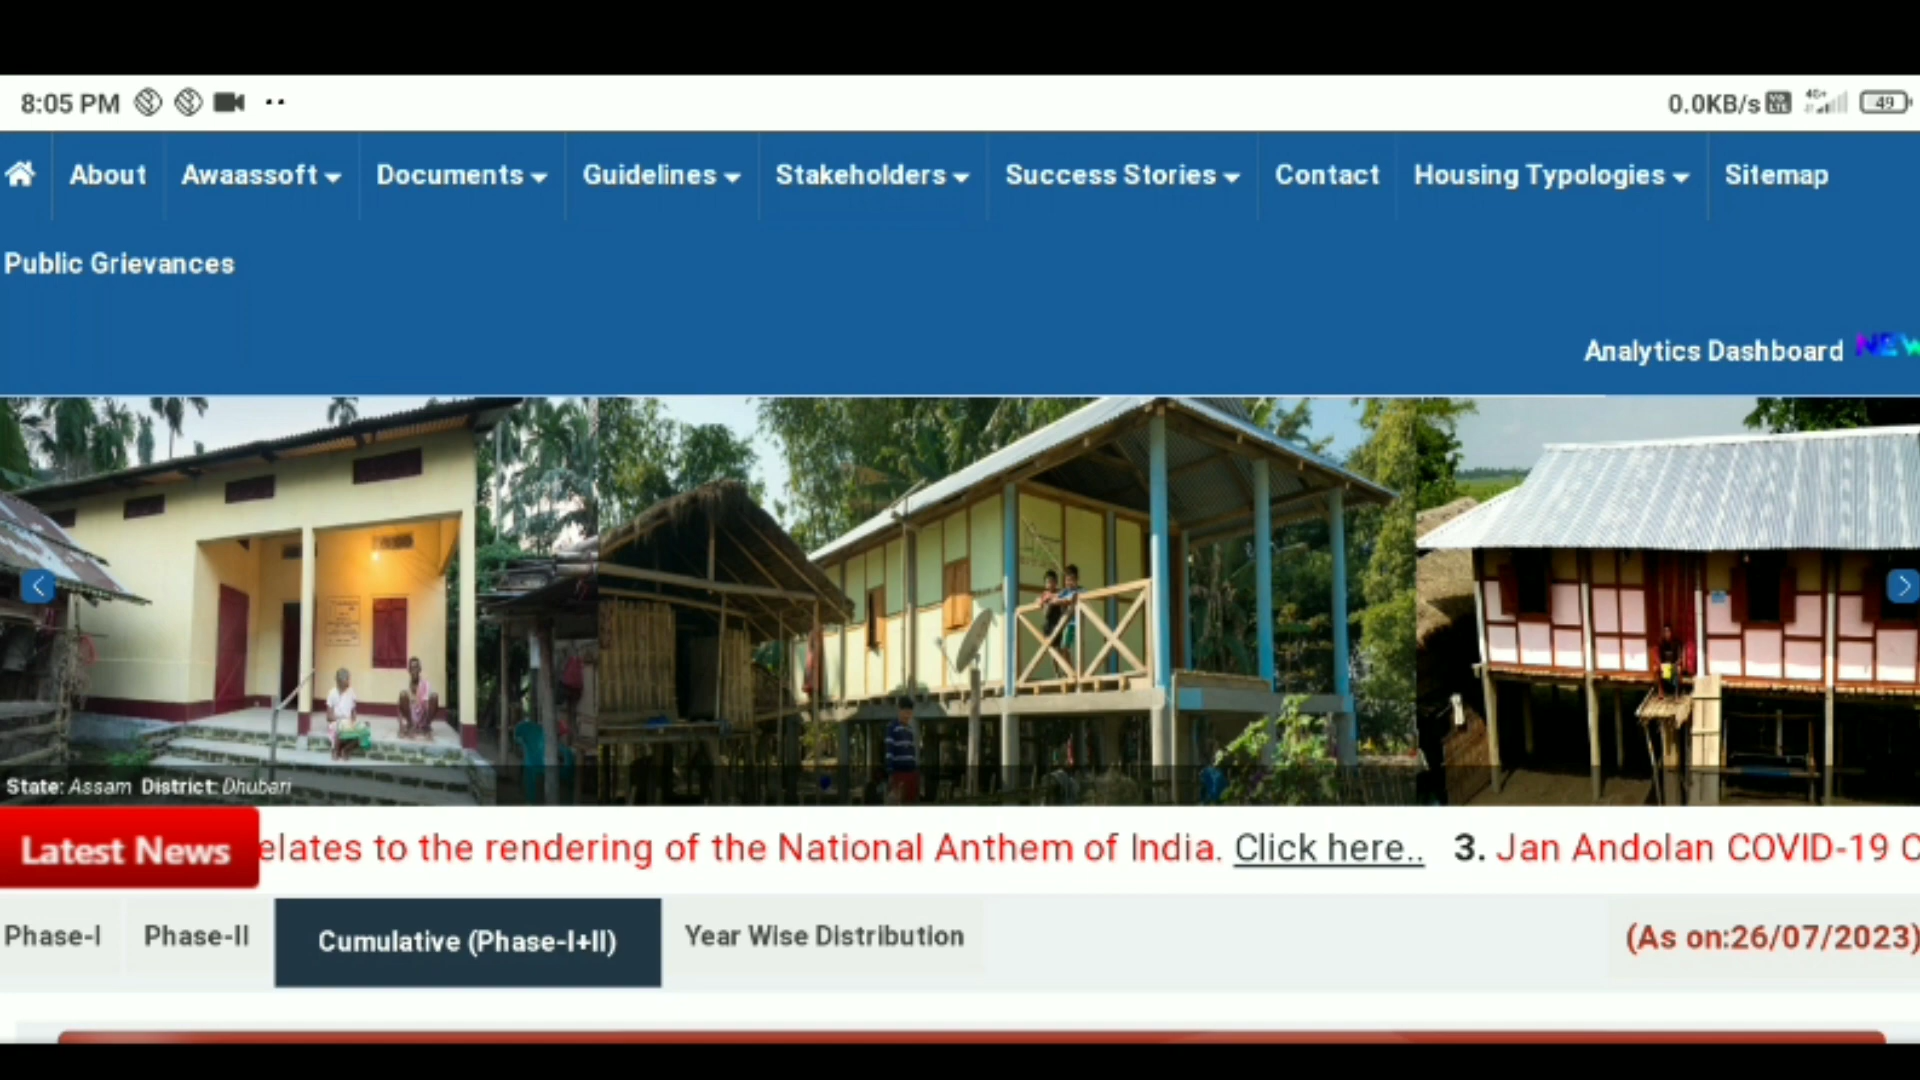 8:05 PM
0.0KB/s
4G+
49
About
Awaassoft
Documents
Guidelines
Stakeholders
Success Stories
Contact
Housing Typologies
Sitemap
Public Grievances
Analytics Dashboard NEW
State: Assam District: Dhubari
Latest News
elates to the rendering of the National Anthem of India. Click here.. 3. Jan Andolan COVID-19 C
Phase-I
Phase-II
Cumulative (Phase-I+II)
Year Wise Distribution
(As on:26/07/2023)